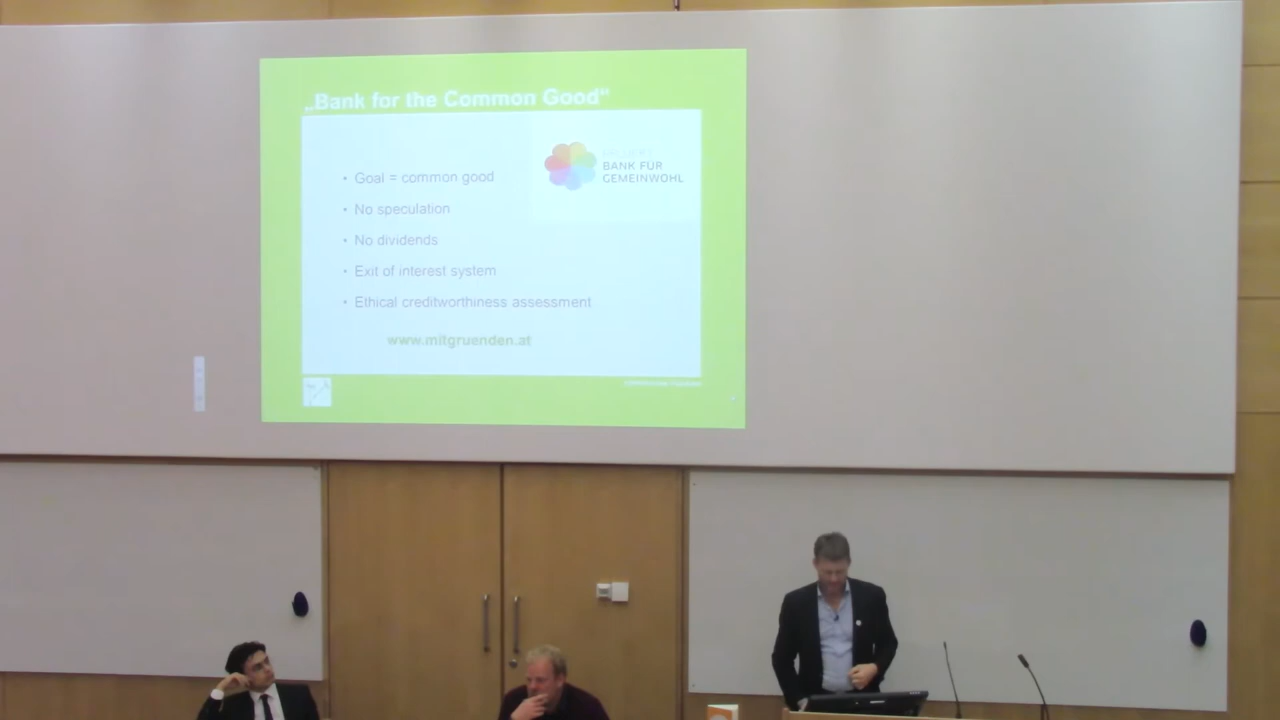 „Bank for the Common Good“
BANK FÜR
GEMEINWOHL
• Goal = common good
• No speculation
• No dividends
• Exit of interest system
• Ethical creditworthiness assessment
www.mitgruenden.at